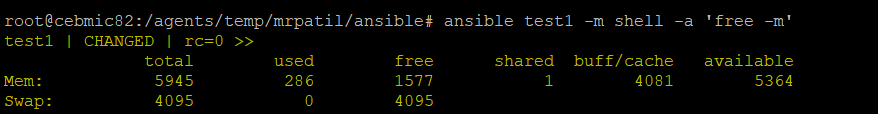 root@cebmic82:/agents/temp/mrpatil/ansible# ansible test1 -m shell -a 'free -m'
test1 | CHANGED | rc=0 >>
              total        used        free      shared  buff/cache   available
Mem:           5945         286        1577           1        4081        5364
Swap:          4095           0        4095